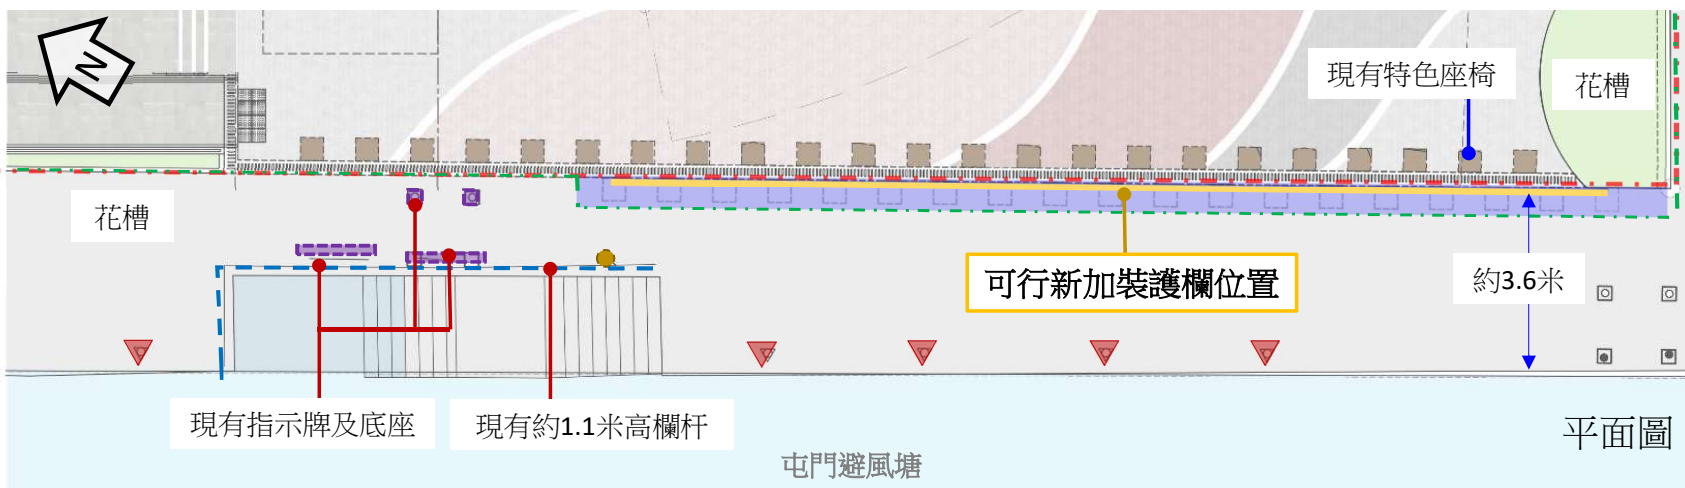 N
現有特色座椅
花槽
花槽
可行新加裝護欄位置
約3.6米
現有指示牌及底座
現有約1.1米高欄杆
平面圖
屯門避風塘